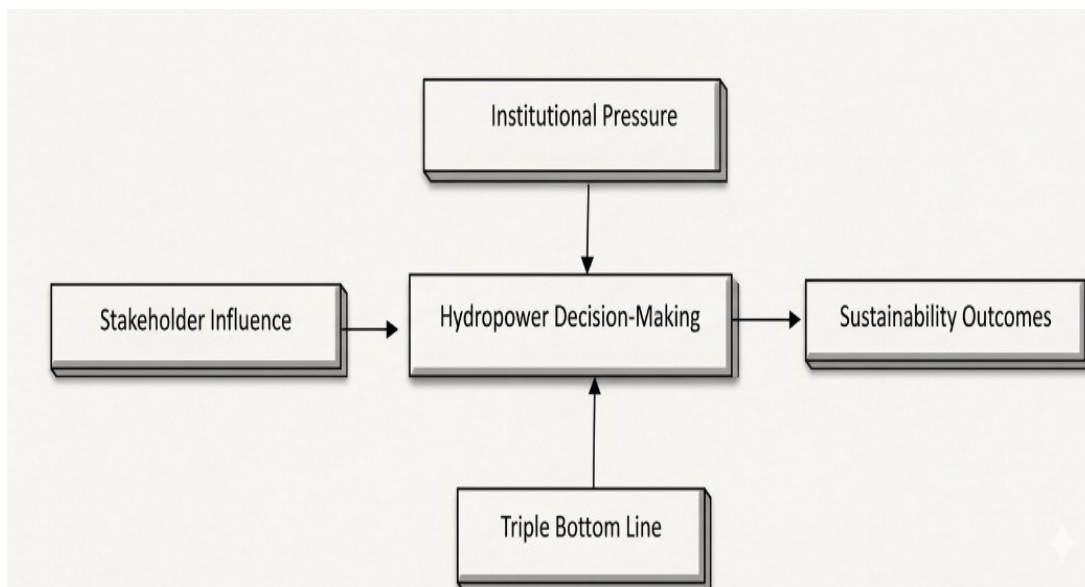 Institutional Pressure
Stakeholder Influence
Hydropower Decision-Making
Sustainability Outcomes
Triple Bottom Line